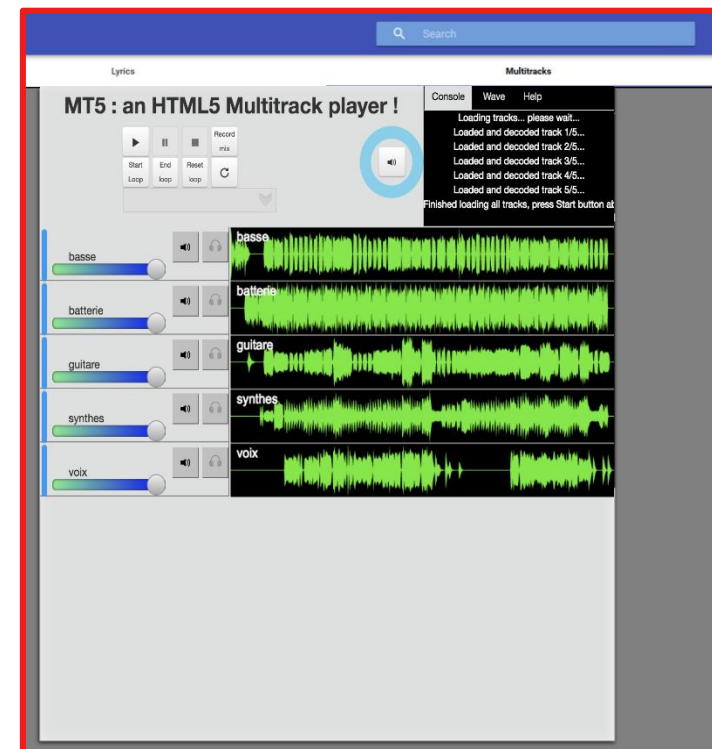 Search
Lyrics
Multitracks
MT5 : an HTML5 Multitrack player !
Record
mix
Start
Loop
End
loop
Reset
loop
Console Wave Help
Loading tracks... please wait...
Loaded and decoded track 1/5...
Loaded and decoded track 2/5...
Loaded and decoded track 3/5...
Loaded and decoded track 4/5...
Loaded and decoded track 5/5...
Finished loading all tracks, press Start button ab
basse
basse
batterie
batterie
guitare
guitare
synthes
synthes
voix
voix